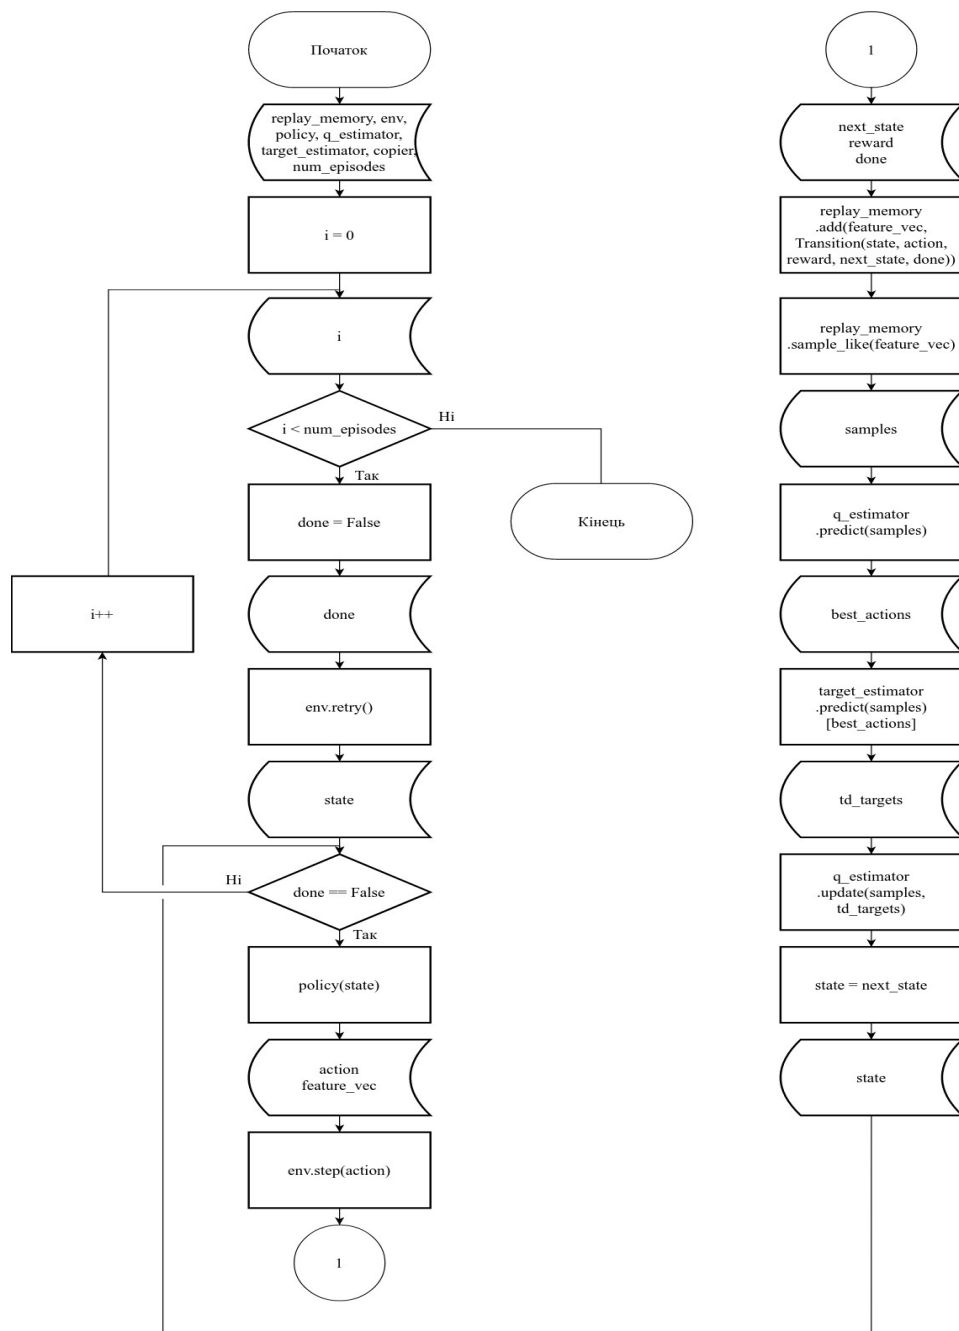 Початок
replay_memory, env,
policy, q_estimator,
target_estimator, copier,
num_episodes
i = 0
i
i < num_episodes
Ні
Так
Кінець
done = False
done
i++
env.retry()
state
done == False
Ні
Так
policy(state)
action
feature_vec
env.step(action)
1
1
next_state
reward
done
replay_memory
.add(feature_vec,
Transition(state, action,
reward, next_state, done))
replay_memory
.sample_like(feature_vec)
samples
q_estimator
.predict(samples)
best_actions
target_estimator
.predict(samples)
[best_actions]
td_targets
q_estimator
.update(samples,
td_targets)
state = next_state
state